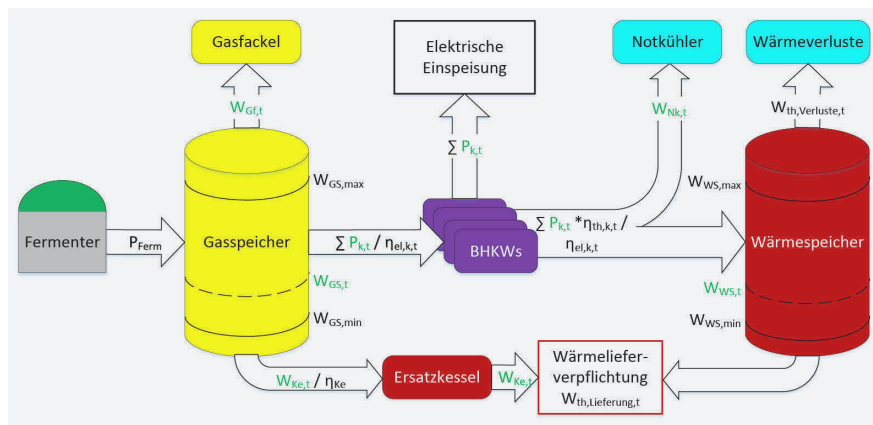 Gasfackel
Elektrische
Einspeisung
Notkühler
Wärmeverluste
W_Gf,t
W_Nk,t
W_th,Verluste,t
∑ P_k,t
W_GS,max
W_WS,max
Fermenter
P_Ferm
Gasspeicher
∑ P_k,t / η_el,k,t
BHKWs
∑ P_k,t *η_th,k,t /
η_el,k,t
Wärmespeicher
W_GS,t
W_WS,t
W_GS,min
W_WS,min
W_Ke,t / η_Ke
Ersatzkessel
W_Ke,t
Wärmeliefer-
verpflichtung
W_th,Lieferung,t